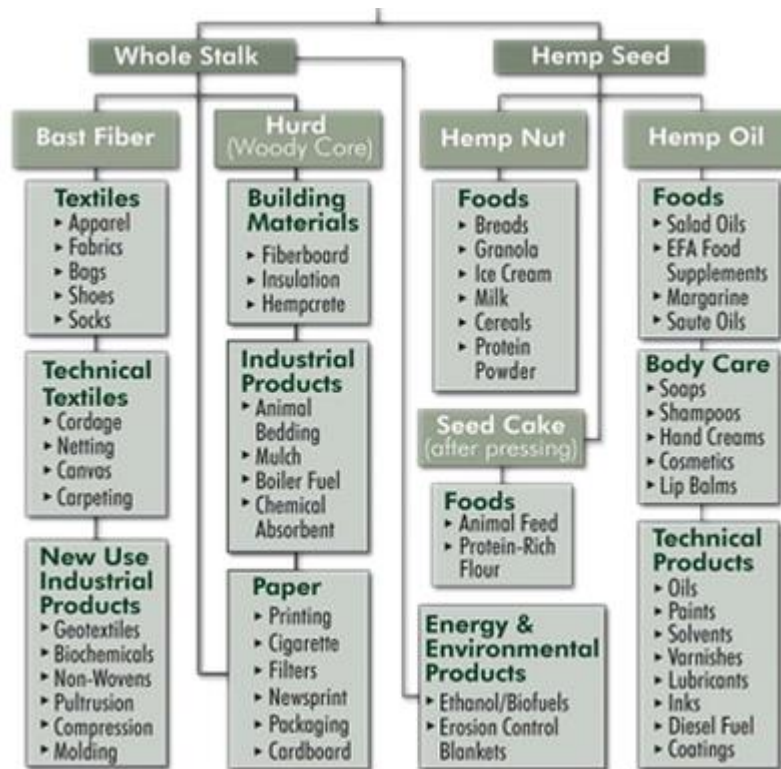 Whole Stalk
Hemp Seed
Bast Fiber
Hurd
(Woody Core)
Hemp Nut
Hemp Oil
Textiles
▸ Apparel
▸ Fabrics
▸ Bags
▸ Shoes
▸ Socks
Technical
Textiles
▸ Cordage
▸ Netting
▸ Canvas
▸ Carpeting
New Use
Industrial
Products
▸ Geotextiles
▸ Biochemicals
▸ Non-Wovens
▸ Pultrusion
▸ Compression
▸ Molding
Building
Materials
▸ Fiberboard
▸ Insulation
▸ Hempcrete
Industrial
Products
▸ Animal
Bedding
▸ Mulch
▸ Boiler Fuel
▸ Chemical
Absorbent
Paper
▸ Printing
▸ Cigarette
▸ Filters
▸ Newsprint
▸ Packaging
▸ Cardboard
Foods
▸ Breads
▸ Granola
▸ Ice Cream
▸ Milk
▸ Cereals
▸ Protein
Powder
Seed Cake
(after pressing)
Foods
▸ Animal Feed
▸ Protein-Rich
Flour
Energy &
Environmental
Products
▸ Ethanol/Biofuels
▸ Erosion Control
Blankets
Foods
▸ Salad Oils
▸ EFA Food
Supplements
▸ Margarine
▸ Saute Oils
Body Care
▸ Soaps
▸ Shampoos
▸ Hand Creams
▸ Cosmetics
▸ Lip Balms
Technical
Products
▸ Oils
▸ Paints
▸ Solvents
▸ Varnishes
▸ Lubricants
▸ Inks
▸ Diesel Fuel
▸ Coatings